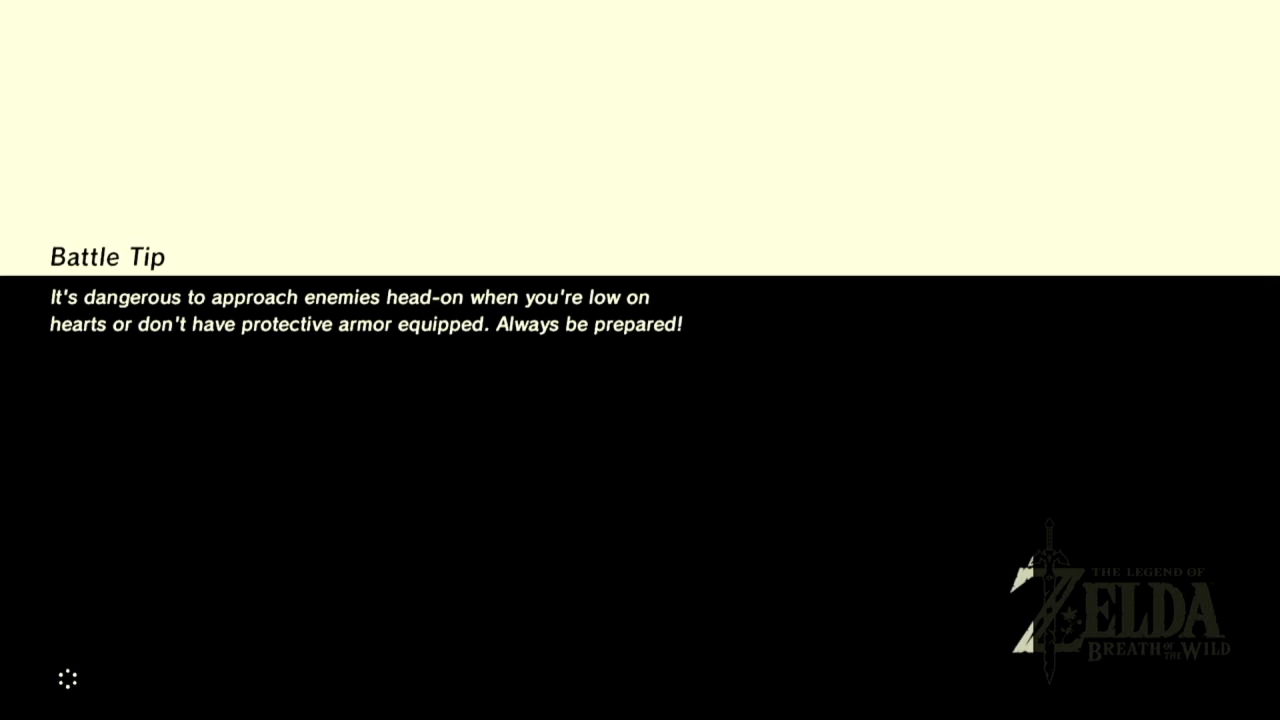 Battle Tip
It's dangerous to approach enemies head-on when you're low on
hearts or don't have protective armor equipped. Always be prepared!
THE LEGEND OF
ZELDA
BREATH OF THE WILD